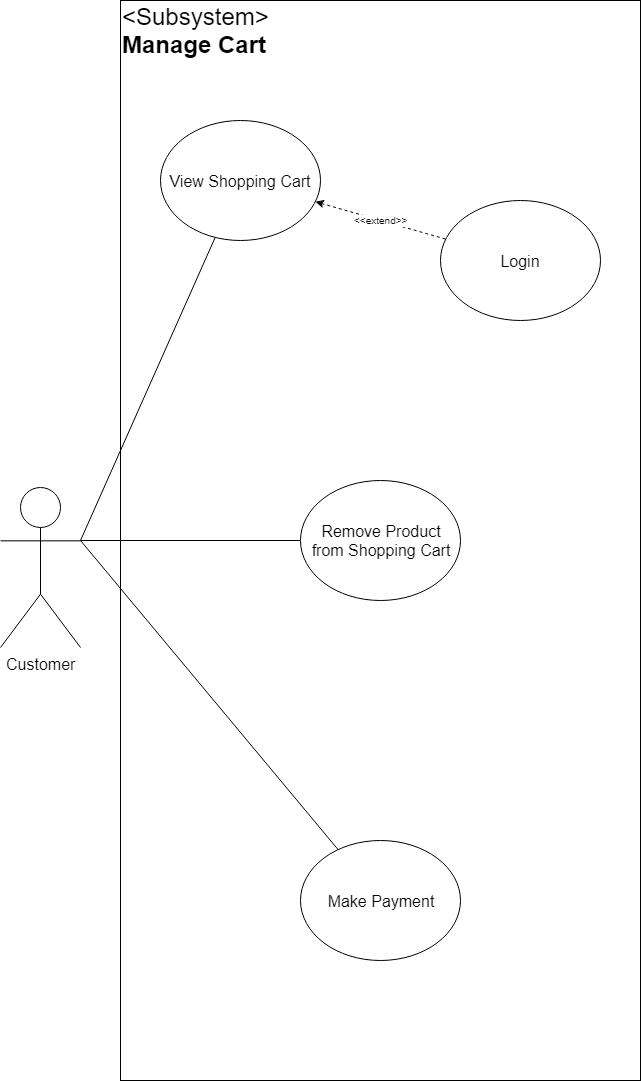 <Subsystem>
Manage Cart
View Shopping Cart
<<extend>>
Login
Remove Product
from Shopping Cart
Customer
Make Payment